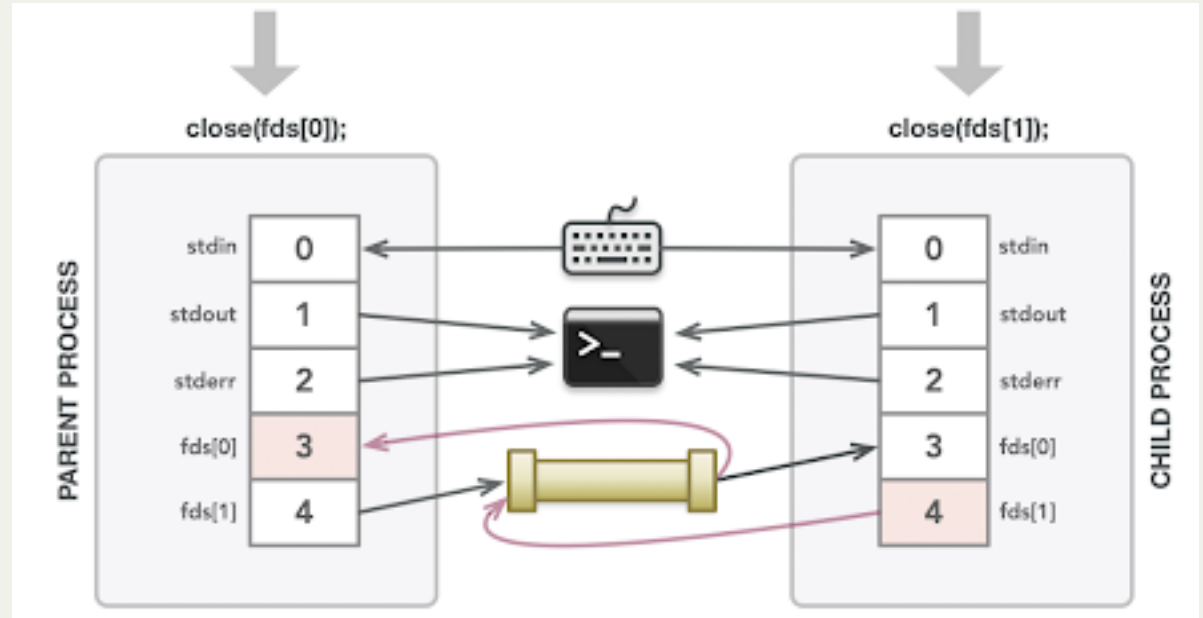 close(fds[0]);
close(fds[1]);
PARENT PROCESS
stdin 0
stdout 1
stderr 2
fds[0] 3
fds[1] 4
>_
0 stdin
1 stdout
2 stderr
3 fds[0]
4 fds[1]
CHILD PROCESS